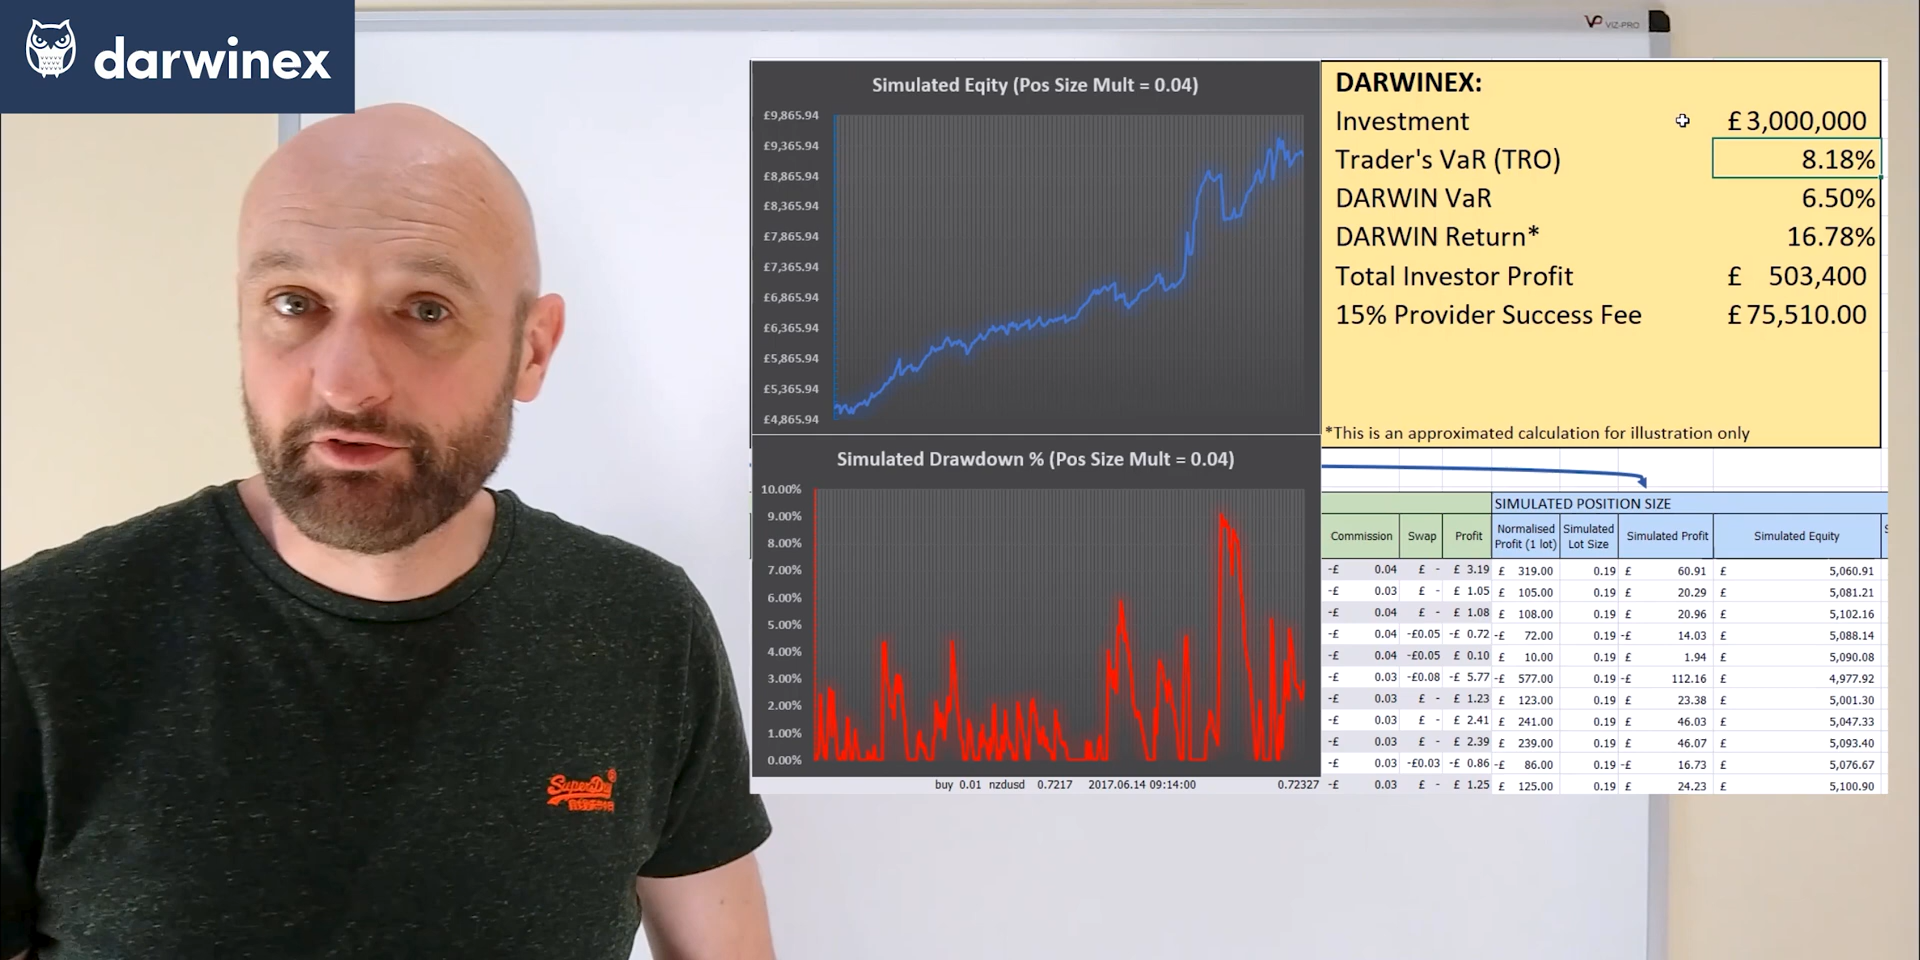 darwinex
VIZ-PRO
Simulated Eqity (Pos Size Mult = 0.04)
£9,865.94
£9,365.94
£8,865.94
£8,365.94
£7,865.94
£7,365.94
£6,865.94
£6,365.94
£5,865.94
£5,365.94
£4,865.94
DARWINEX:
Investment £3,000,000
Trader's VaR (TRO) 8.18%
DARWIN VaR 6.50%
DARWIN Return* 16.78%
Total Investor Profit £ 503,400
15% Provider Success Fee £75,510.00
*This is an approximated calculation for illustration only
Simulated Drawdown % (Pos Size Mult = 0.04)
10.00%
9.00%
8.00%
7.00%
6.00%
5.00%
4.00%
3.00%
2.00%
1.00%
0.00%
buy 0.01 nzdusd 0.7217 2017.06.14 09:14:00 0.72327
SIMULATED POSITION SIZE
Commission Swap Profit Normalised Profit (1 lot) Simulated Lot Size Simulated Profit Simulated Equity
-£ 0.04 £ - £ 3.19 £ 319.00 0.19 £ 60.91 £ 5,060.91
-£ 0.03 £ - £ 1.05 £ 105.00 0.19 £ 20.29 £ 5,081.21
-£ 0.04 £ - £ 1.08 £ 108.00 0.19 £ 20.96 £ 5,102.16
-£ 0.04 -£0.05 -£ 0.72 -£ 72.00 0.19 -£ 14.03 £ 5,088.14
-£ 0.04 -£0.05 £ 0.10 £ 10.00 0.19 £ 1.94 £ 5,090.08
-£ 0.03 -£0.08 -£ 5.77 -£ 577.00 0.19 -£ 112.16 £ 4,977.92
-£ 0.03 £ - £ 1.23 £ 123.00 0.19 £ 23.38 £ 5,001.30
-£ 0.03 £ - £ 2.41 £ 241.00 0.19 £ 46.03 £ 5,047.33
-£ 0.03 £ - £ 2.39 £ 239.00 0.19 £ 46.07 £ 5,093.40
-£ 0.03 -£0.03 -£ 0.86 -£ 86.00 0.19 -£ 16.73 £ 5,076.67
-£ 0.03 £ - £ 1.25 £ 125.00 0.19 £ 24.23 £ 5,100.90
SuperDry